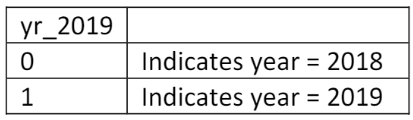 yr_2019
0 Indicates year = 2018
1 Indicates year = 2019